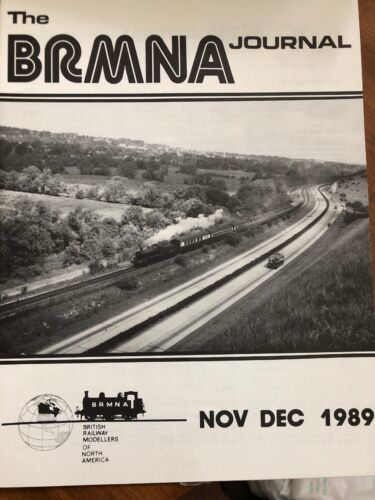 The
BRMNA JOURNAL
BRMNA
BRITISH
RAILWAY
MODELLERS
OF
NORTH
AMERICA
NOV DEC 1989